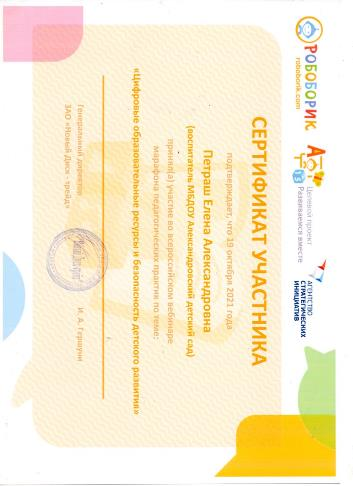 РОБОБОРИК
roboborik.com
Целевой проект
Развиваемся вместе
АГЕНТСТВО
СТРАТЕГИЧЕСКИХ
ИНИЦИАТИВ
СЕРТИФИКАТ УЧАСТНИКА
подтверждает, что 19 октября 2021 года
Петраш Елена Александровна
(воспитатель МБДОУ Александровский детский сад)
принял(а) участие во всероссийском вебинаре
марафона педагогических практик по теме:
«Цифровые образовательные ресурсы и безопасность детского развития»
Генеральный директор
ЗАО «Новый Диск-трейд»
И. А. Гершуни